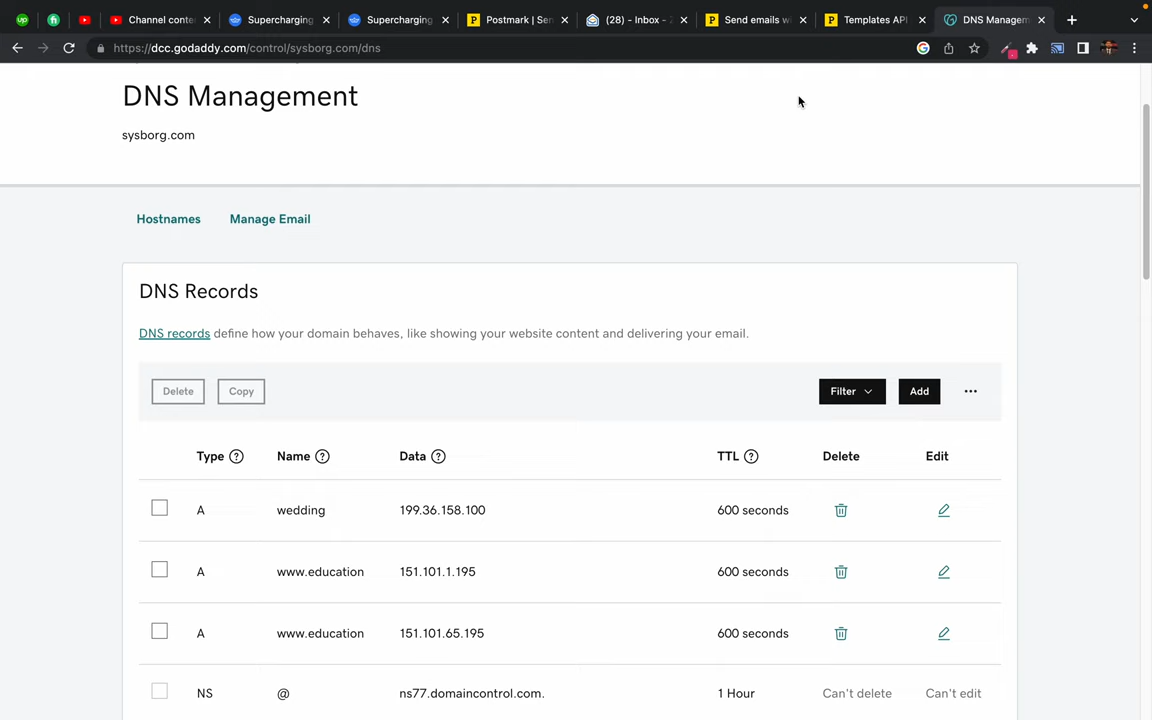 Channel conte
Supercharging
Supercharging
Postmark | Sen
(28) - Inbox -
Send emails wi
Templates API
DNS Managem
https://dcc.godaddy.com/control/sysborg.com/dns
DNS Management
sysborg.com
Hostnames Manage Email
DNS Records
DNS records define how your domain behaves, like showing your website content and delivering your email.
Delete Copy Filter Add
Type Name Data TTL Delete Edit
A wedding 199.36.158.100 600 seconds
A www.education 151.101.1.195 600 seconds
A www.education 151.101.65.195 600 seconds
NS @ ns77.domaincontrol.com. 1 Hour Can't delete Can't edit